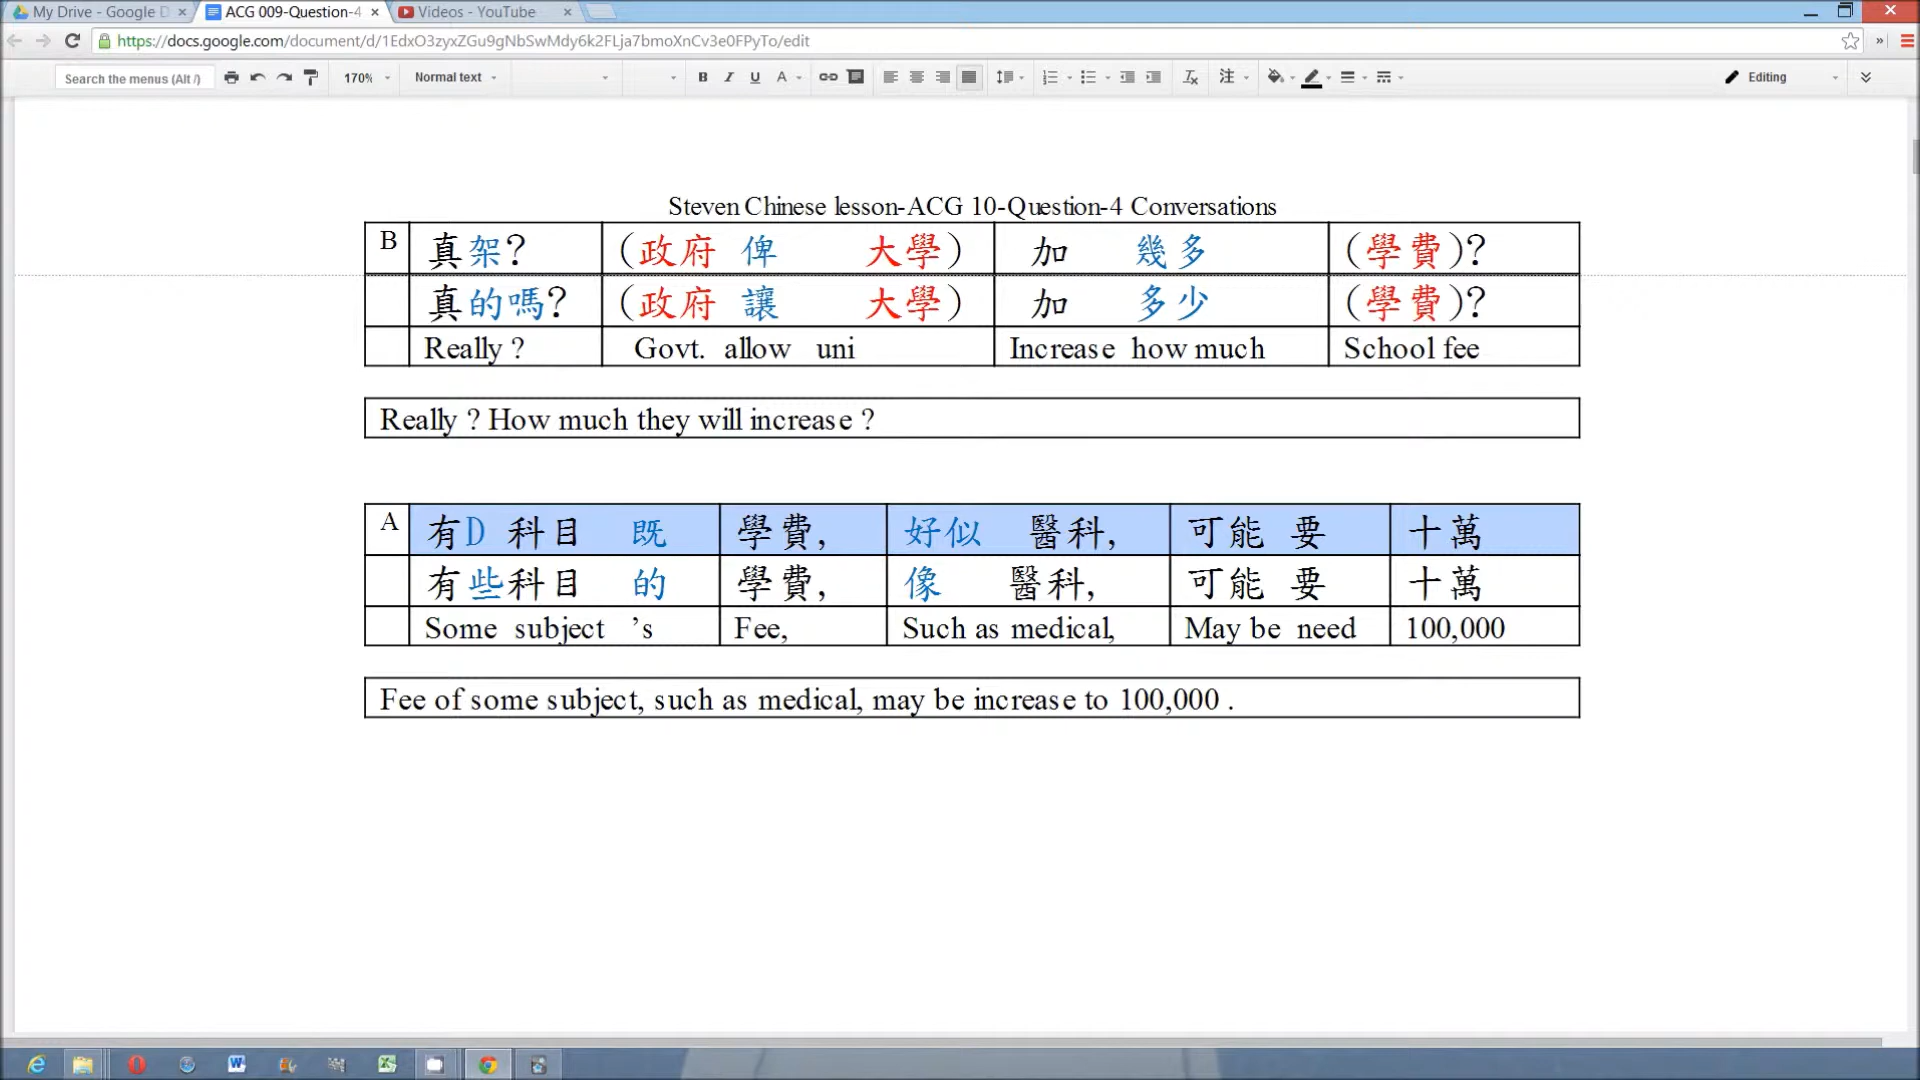 My Drive - Google D
ACG 009-Question-4
Videos - YouTube
https://docs.google.com/document/d/1EdxO3zyxZGu9gNbSwMdy6k2FLja7bmoXnCv3e0FPyTo/edit
Search the menus (Alt /) 170% Normal text B I U A 注 Editing
Steven Chinese lesson-ACG 10-Question-4 Conversations
B 真架? (政府 俾 大學) 加 幾多 (學費)?
真的嗎? (政府 讓 大學) 加 多少 (學費)?
Really ? Govt. allow uni Increase how much School fee
Really ? How much they will increase ?
A 有D 科目 既 學費, 好似 醫科, 可能 要 十萬
有些科目 的 學費, 像 醫科, 可能 要 十萬
Some subject ’s Fee, Such as medical, May be need 100,000
Fee of some subject, such as medical, may be increase to 100,000 .